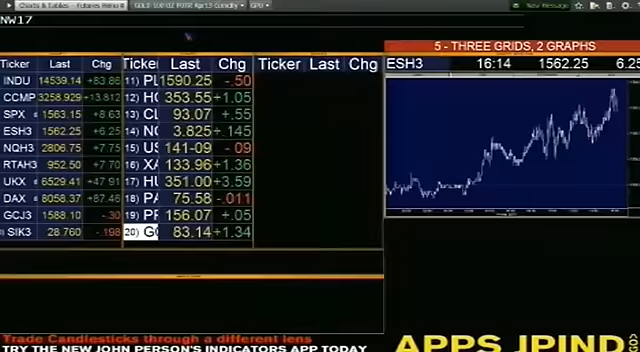 Charts & Tables - Futures Menu
GOLD 100 OZ FUTR Apr13 Comdty
GPO
New Message
NW17
5 - THREE GRIDS, 2 GRAPHS
Last Chg Ticker Last Chg Ticker Last Chg ESH3 16:14 1562.25 6.25
INDU 14539.14 +83.86 11) PL 1590.25 -.50
CCMP 3258.929 +13.812 12) HO 353.55 +1.05
SPX 1563.15 +8.63 13) CL 93.07 +.55
ESH3 1562.25 +6.25 14) NG 3.825 +.145
NQH3 2806.75 +7.75 15) US 141-09 -09
RTAH3 952.50 +7.70 16) XA 133.96 +1.36
UKX 6529.41 +47.91 17) HU 351.00 +3.59
DAX 8058.37 +87.46 18) PA 75.58 -.011
GCJ3 1588.10 -.30 19) PF 156.07 +.05
SIK3 28.760 -.198 20) GC 83.14 +1.34
Trade Candlesticks through a different lens
TRY THE NEW JOHN PERSON'S INDICATORS APP TODAY
APPS JPIND
GO